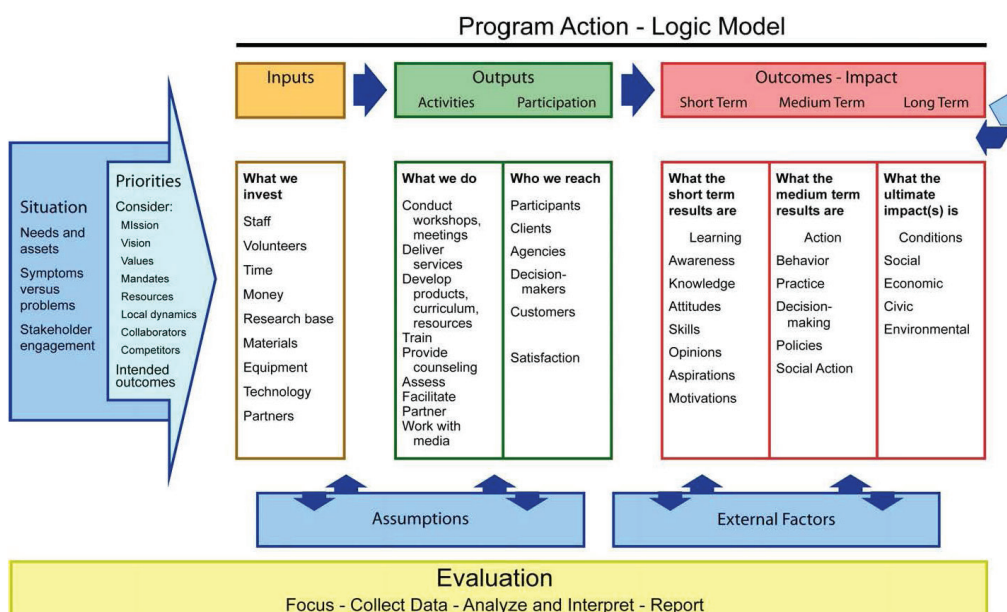 Program Action - Logic Model
Inputs
Outputs
Activities Participation
Outcomes - Impact
Short Term Medium Term Long Term
Situation
Needs and
assets
Symptoms
versus
problems
Stakeholder
engagement
Priorities
Consider:
MIssion
Vision
Values
Mandates
Resources
Local dynamics
Collaborators
Competitors
Intended
outcomes
What we
invest
Staff
Volunteers
Time
Money
Research base
Materials
Equipment
Technology
Partners
What we do
Conduct
workshops,
meetings
Deliver
services
Develop
products,
curriculum,
resources
Train
Provide
counseling
Assess
Facilitate
Partner
Work with
media
Who we reach
Participants
Clients
Agencies
Decision-
makers
Customers
Satisfaction
What the
short term
results are
Learning
Awareness
Knowledge
Attitudes
Skills
Opinions
Aspirations
Motivations
What the
medium term
results are
Action
Behavior
Practice
Decision-
making
Policies
Social Action
What the
ultimate
impact(s) is
Conditions
Social
Economic
Civic
Environmental
Assumptions
External Factors
Evaluation
Focus - Collect Data - Analyze and Interpret - Report